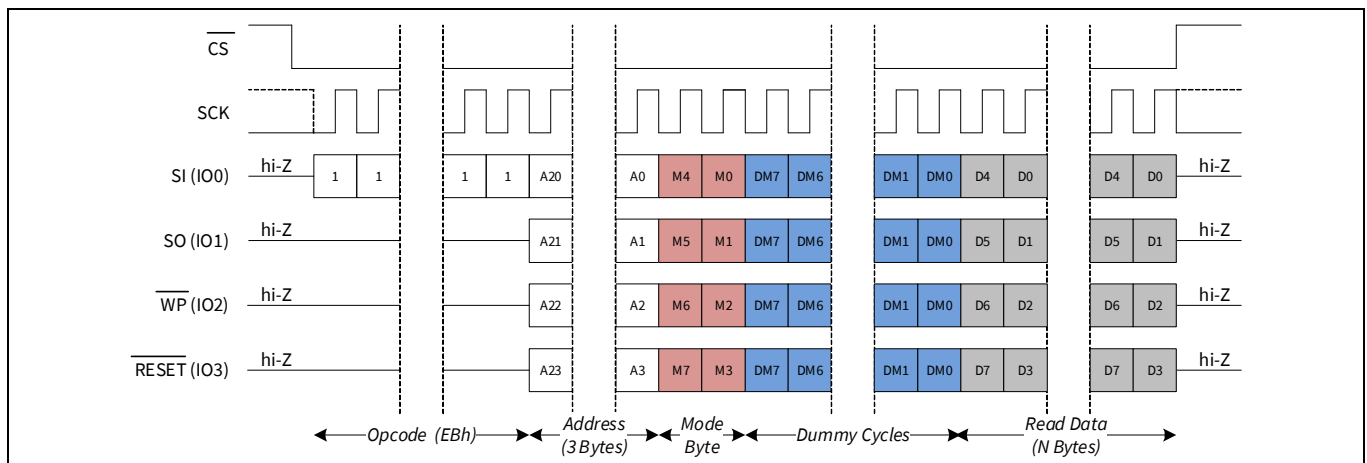 CS
SCK
SI (IO0) hi-Z 1 1 1 1 A20 A0 M4 M0 DM7 DM6 DM1 DM0 D4 D0 D4 D0 hi-Z
SO (IO1) hi-Z A21 A1 M5 M1 DM7 DM6 DM1 DM0 D5 D1 D5 D1 hi-Z
WP (IO2) hi-Z A22 A2 M6 M2 DM7 DM6 DM1 DM0 D6 D2 D6 D2 hi-Z
RESET (IO3) hi-Z A23 A3 M7 M3 DM7 DM6 DM1 DM0 D7 D3 D7 D3 hi-Z
Opcode (EBh) Address Mode Dummy Cycles Read Data
(3 Bytes) Byte (N Bytes)